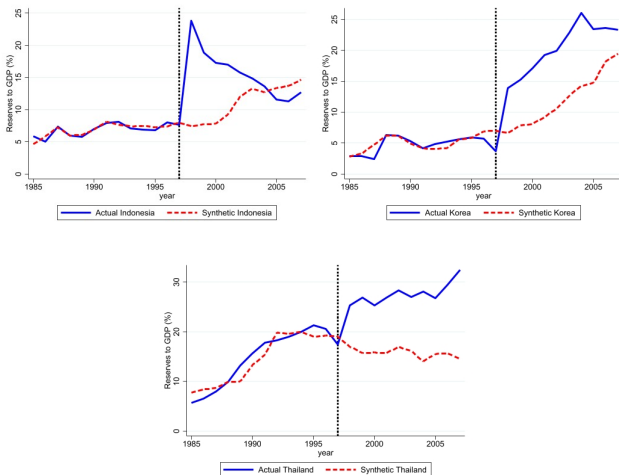 Reserves to GDP (%)
25
20
15
10
5
0
1985 1990 1995 2000 2005
year
Actual Indonesia Synthetic Indonesia
Reserves to GDP (%)
25
20
15
10
5
0
1985 1990 1995 2000 2005
year
Actual Korea Synthetic Korea
Reserves to GDP (%)
30
20
10
0
1985 1990 1995 2000 2005
year
Actual Thailand Synthetic Thailand